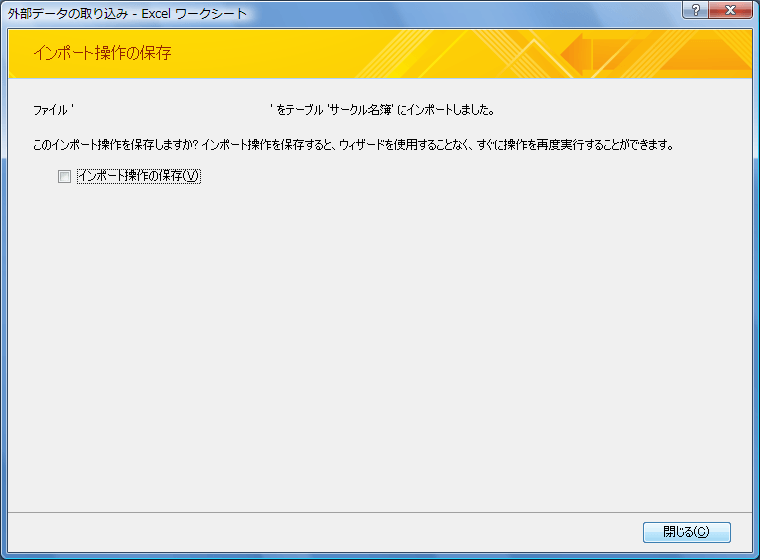 外部データの取り込み - Excel ワークシート
インポート操作の保存
ファイル ' ' をテーブル 'サークル名簿' にインポートしました。
このインポート操作を保存しますか? インポート操作を保存すると、ウィザードを使用することなく、すぐに操作を再度実行することができます。
インポート操作の保存(V)
閉じる(C)